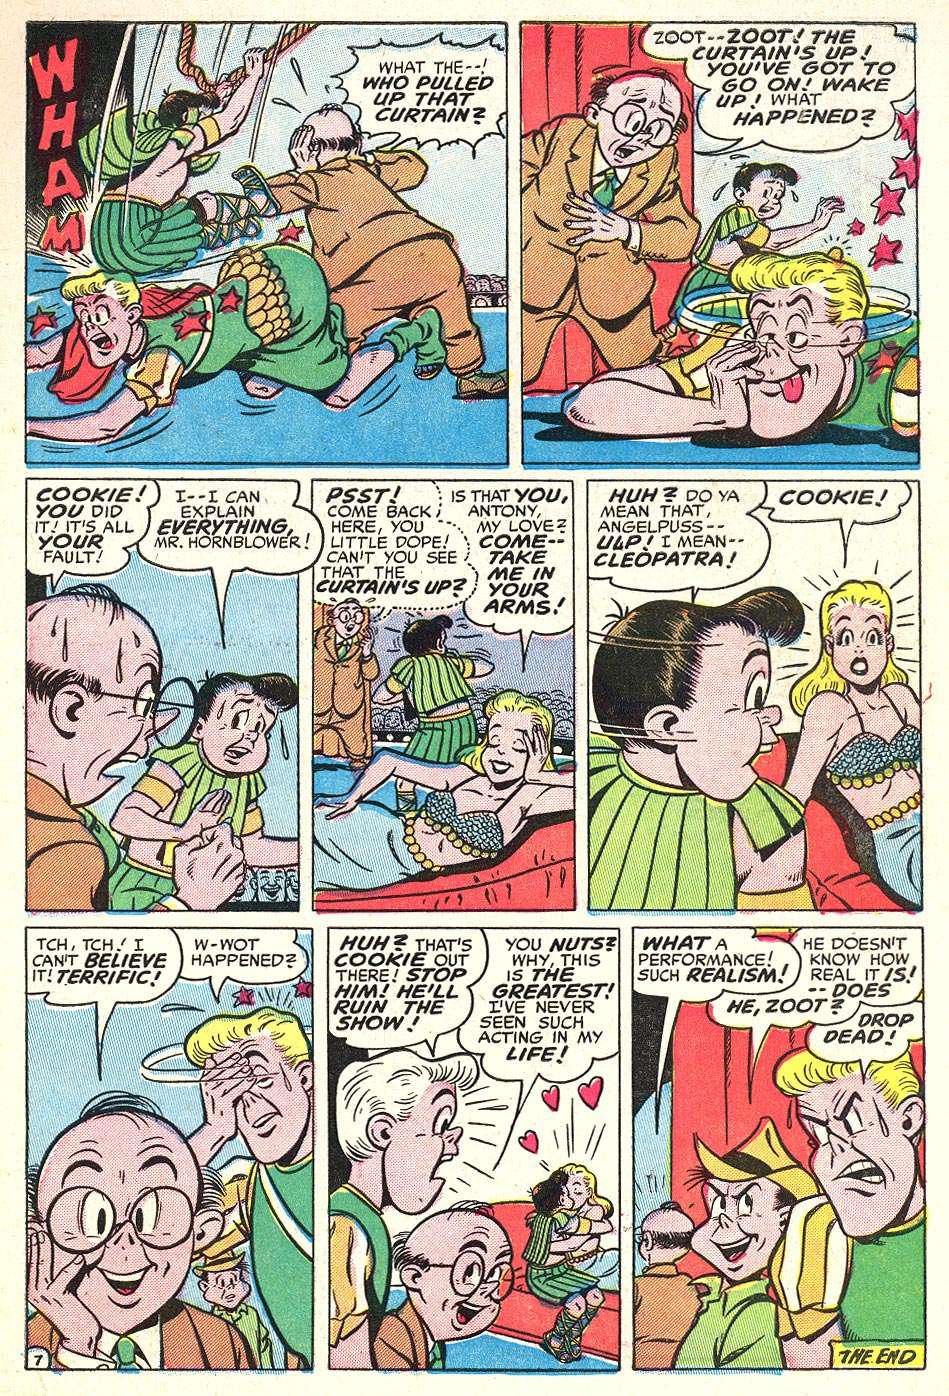 WHAM
WHAT THE--!
WHO PULLED
UP THAT
CURTAIN?
ZOOT--ZOOT! THE
CURTAIN'S UP!
YOU'VE GOT TO
GO ON! WAKE
UP! WHAT
HAPPENED?
COOKIE!
YOU DID
IT! IT'S ALL
YOUR
FAULT!
I--I CAN
EXPLAIN
EVERYTHING,
MR. HORNBLOWER!
PSST!
COME BACK
HERE, YOU
LITTLE DOPE!
CAN'T YOU SEE
THAT THE
CURTAIN'S UP?
IS THAT YOU,
ANTONY,
MY LOVE?
COME--
TAKE
ME IN
YOUR
ARMS!
HUH? DO YA
MEAN THAT,
ANGELPUSS--
ULP! I MEAN--
CLEOPATRA!
COOKIE!
TCH, TCH! I
CAN'T BELIEVE
IT! TERRIFIC!
W-WOT
HAPPENED?
HUH? THAT'S
COOKIE OUT
THERE! STOP
HIM! HE'LL
RUIN THE
SHOW!
YOU NUTS?
WHY, THIS
IS THE
GREATEST!
I'VE NEVER
SEEN SUCH
ACTING IN MY
LIFE!
WHAT A
PERFORMANCE!
SUCH REALISM!
HE DOESN'T
KNOW HOW
REAL IT IS!
--DOES
HE, ZOOT?
DROP
DEAD!
7
THE END